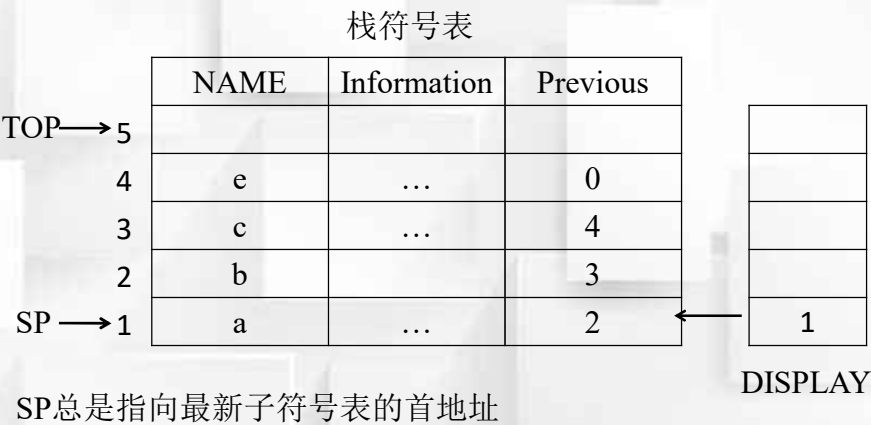 栈符号表
NAME Information Previous
TOP 5
4 e … 0
3 c … 4
2 b 3
SP 1 a … 2 1
DISPLAY
SP总是指向最新子符号表的首地址